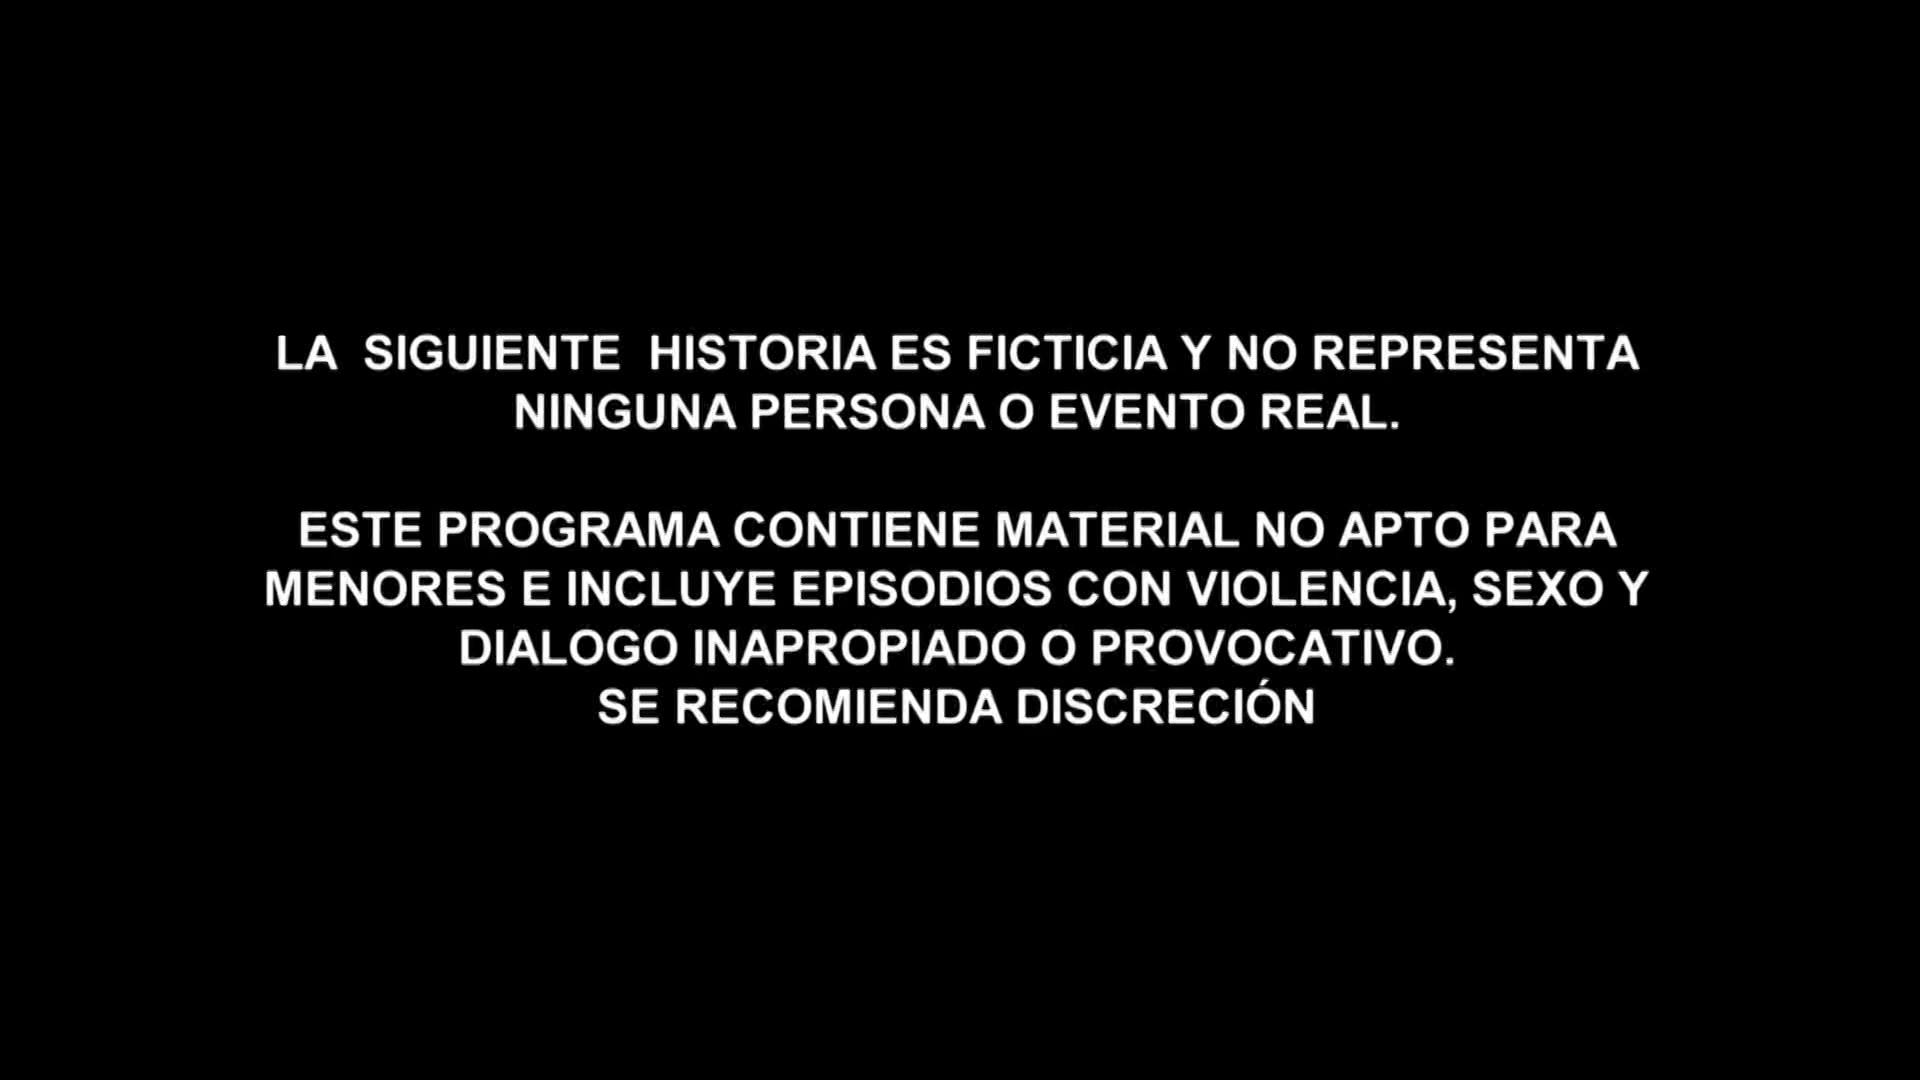 LA  SIGUIENTE  HISTORIA ES FICTICIA Y NO REPRESENTA
NINGUNA PERSONA O EVENTO REAL.
ESTE PROGRAMA CONTIENE MATERIAL NO APTO PARA
MENORES E INCLUYE EPISODIOS CON VIOLENCIA, SEXO Y
DIALOGO INAPROPIADO O PROVOCATIVO.
SE RECOMIENDA DISCRECIÓN